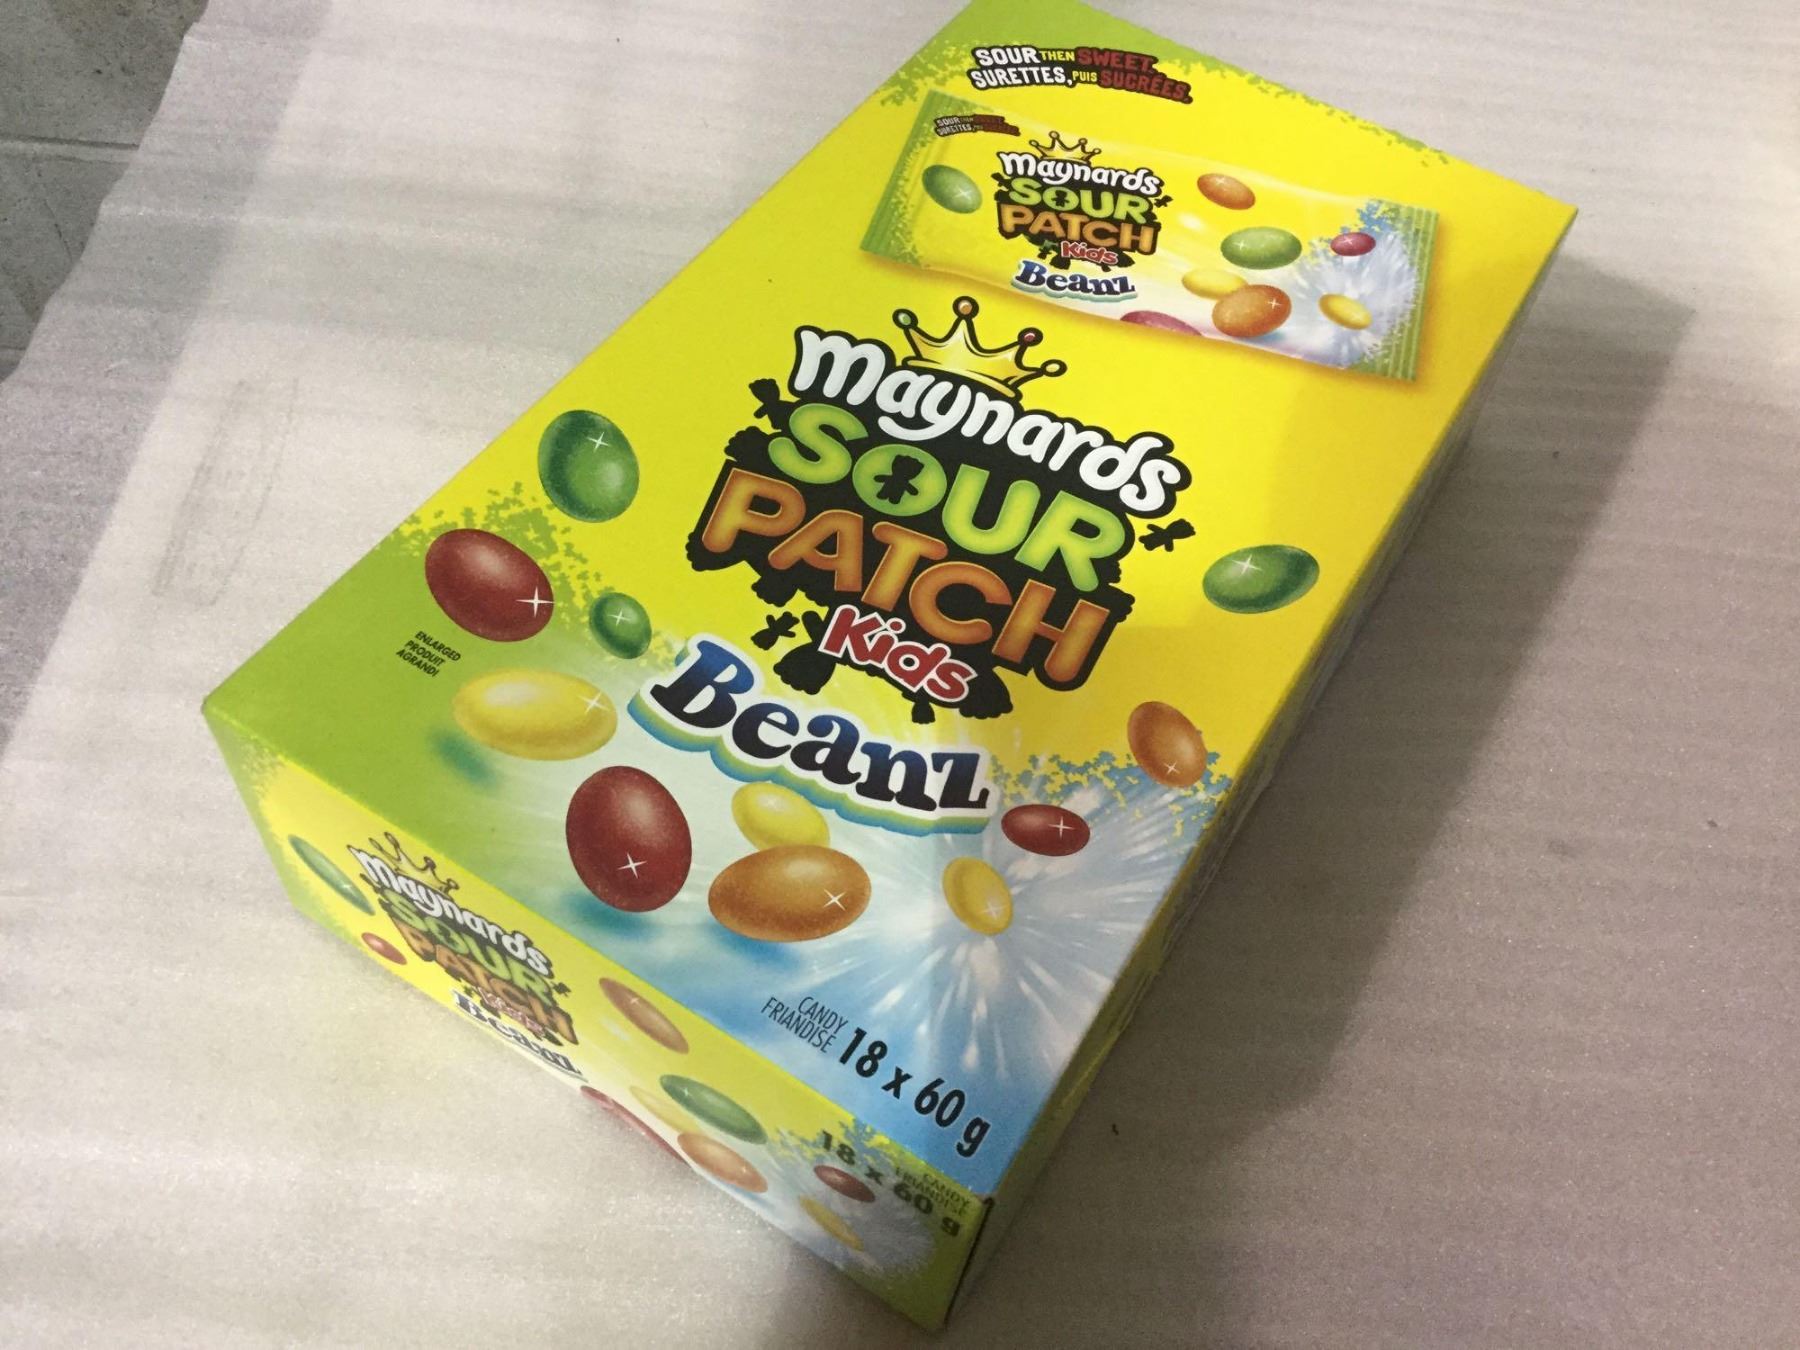 SOUR THEN SWEET.
SURETTES, PUIS SUCRÉES.
SOUR THEN SWEET
SURETTES, PUIS SUCRÉES
maynards
SOUR
PATCH
Kids
Beanz
maynards
SOUR
PATCH
Kids
Beanz
ENLARGED
PRODUIT
AGRANDI
CANDY
FRIANDISE
18 x 60 g
maynards
SOUR
PATCH
Kids
Beanz
18 x 60 g
CANDY
FRIANDISE